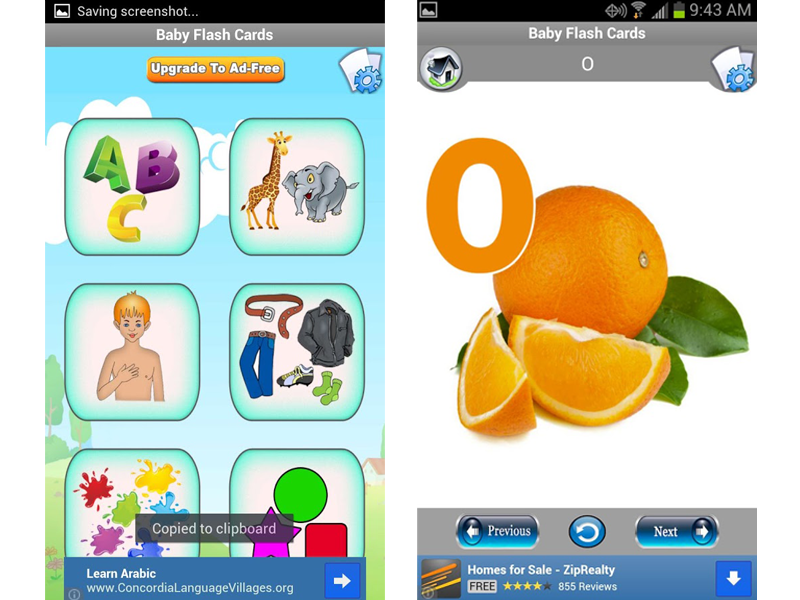 Saving screenshot...
Baby Flash Cards
Upgrade To Ad-Free
A B
C
Copied to clipboard
Learn Arabic
www.ConcordiaLanguageVillages.org
9:43 AM
Baby Flash Cards
O
O
Previous
Next
Homes for Sale - ZipRealty
FREE 855 Reviews